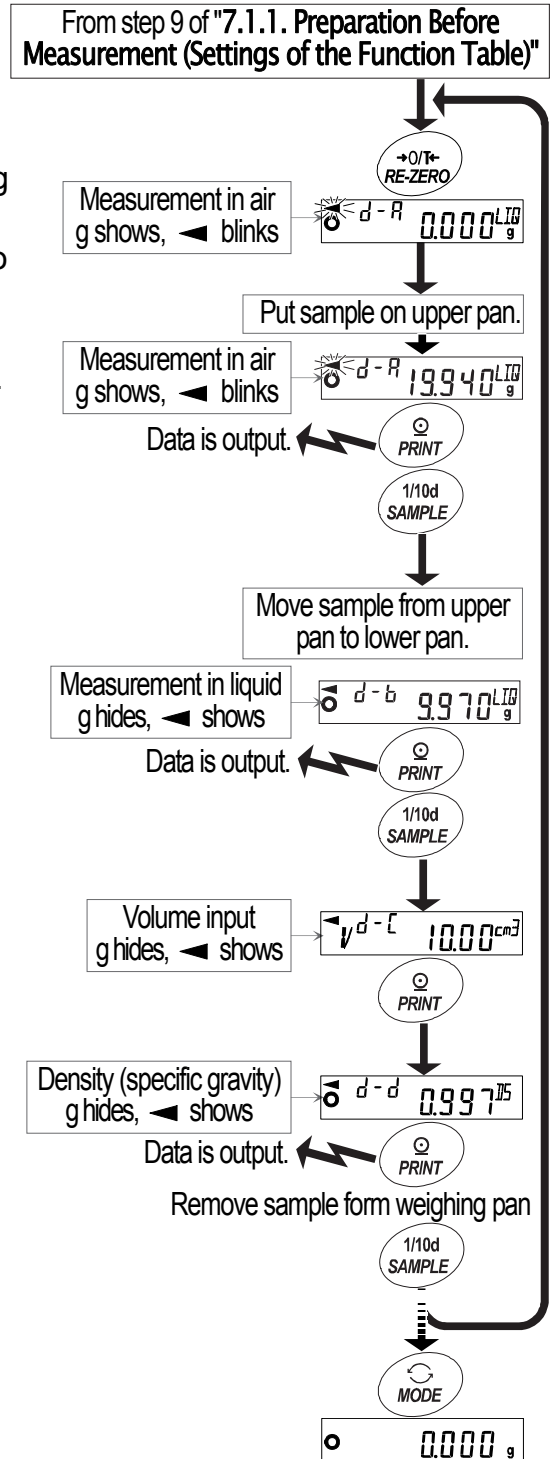 From step 9 of "7.1.1. Preparation Before
Measurement (Settings of the Function Table)"
→0/T←
RE-ZERO
g
Measurement in air
g shows, ◄ blinks
d-A 0.000 LIQ g
o
Put sample on upper pan.
Measurement in air
g shows, ◄ blinks
d-A 19.940 LIQ g
.
Data is output.
PRINT
1/10d
SAMPLE
Move sample from upper
pan to lower pan.
Measurement in liquid
g hides, ◄ shows
d-b 9.970 LIQ g
Data is output.
PRINT
1/10d
SAMPLE
Volume input
g hides, ◄ shows
V d-C 10.00 cm3
PRINT
Density (specific gravity)
g hides, ◄ shows
d-d 0.997 DS
Data is output.
PRINT
Remove sample form weighing pan
1/10d
SAMPLE
MODE
0.000 g